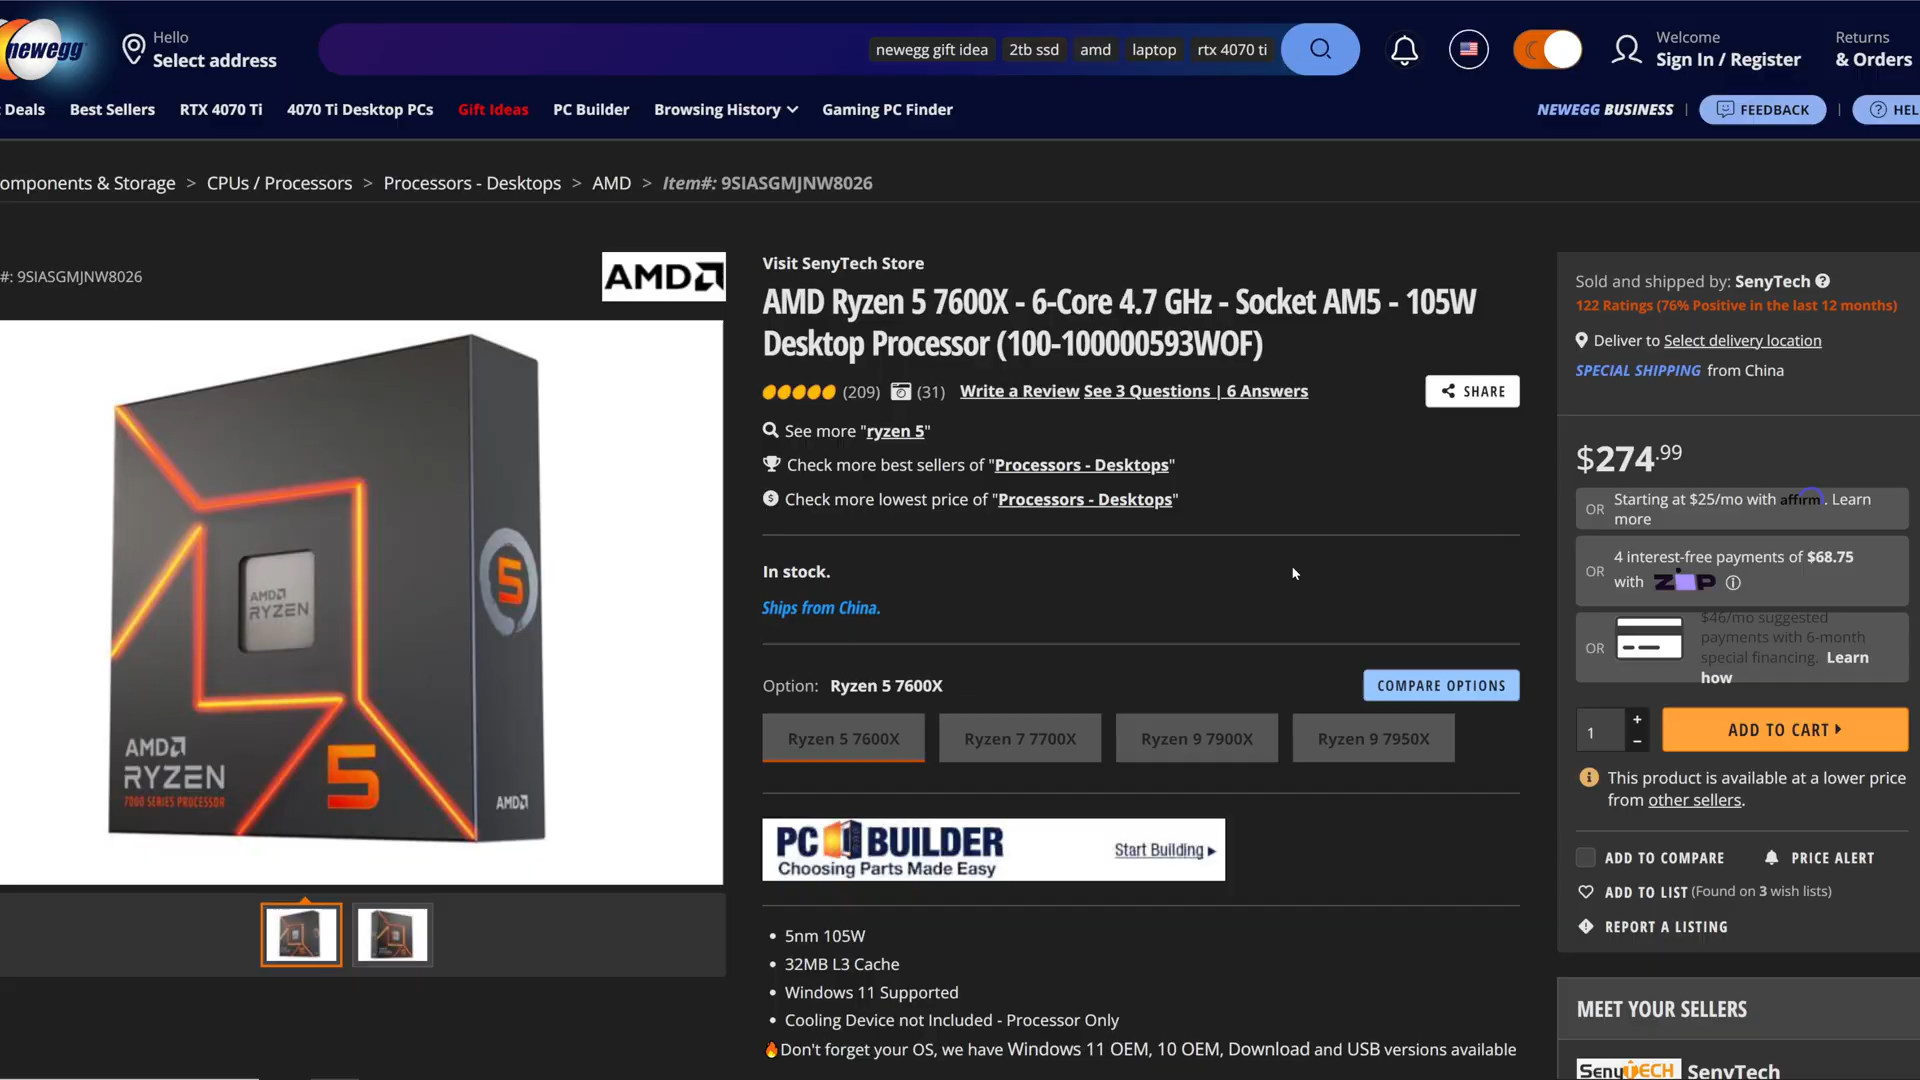 newegg
Hello
Select address
newegg gift idea
2tb ssd
amd
laptop
rtx 4070 ti
Welcome
Sign In / Register
Returns
& Orders
Deals
Best Sellers
RTX 4070 Ti
4070 Ti Desktop PCs
Gift Ideas
PC Builder
Browsing History
Gaming PC Finder
NEWEGG BUSINESS
FEEDBACK
HEL
omponents & Storage > CPUs / Processors > Processors - Desktops > AMD > Item#: 9SIASGMJNW8026
#: 9SIASGMJNW8026
AMD
Visit SenyTech Store
AMD Ryzen 5 7600X - 6-Core 4.7 GHz - Socket AM5 - 105W
Desktop Processor (100-100000593WOF)
(209) (31) Write a Review See 3 Questions | 6 Answers
SHARE
See more "ryzen 5"
Check more best sellers of "Processors - Desktops"
Check more lowest price of "Processors - Desktops"
In stock.
Ships from China.
Option: Ryzen 5 7600X
COMPARE OPTIONS
Ryzen 5 7600X
Ryzen 7 7700X
Ryzen 9 7900X
Ryzen 9 7950X
PC BUILDER
Choosing Parts Made Easy
Start Building
• 5nm 105W
• 32MB L3 Cache
• Windows 11 Supported
• Cooling Device not Included - Processor Only
🔥Don't forget your OS, we have Windows 11 OEM, 10 OEM, Download and USB versions available
AMD
RYZEN
5
AMD
RYZEN
7000 SERIES PROCESSOR
5
AMD
Sold and shipped by: SenyTech
122 Ratings (76% Positive in the last 12 months)
Deliver to Select delivery location
SPECIAL SHIPPING from China
$274.99
OR
Starting at $25/mo with affirm. Learn
more
OR
4 interest-free payments of $68.75
with ZIP
OR
$46/mo suggested
payments with 6-month
special financing. Learn
how
1
+
-
ADD TO CART
This product is available at a lower price
from other sellers.
ADD TO COMPARE
PRICE ALERT
ADD TO LIST (Found on 3 wish lists)
REPORT A LISTING
MEET YOUR SELLERS
SenyTECH
SenyTech